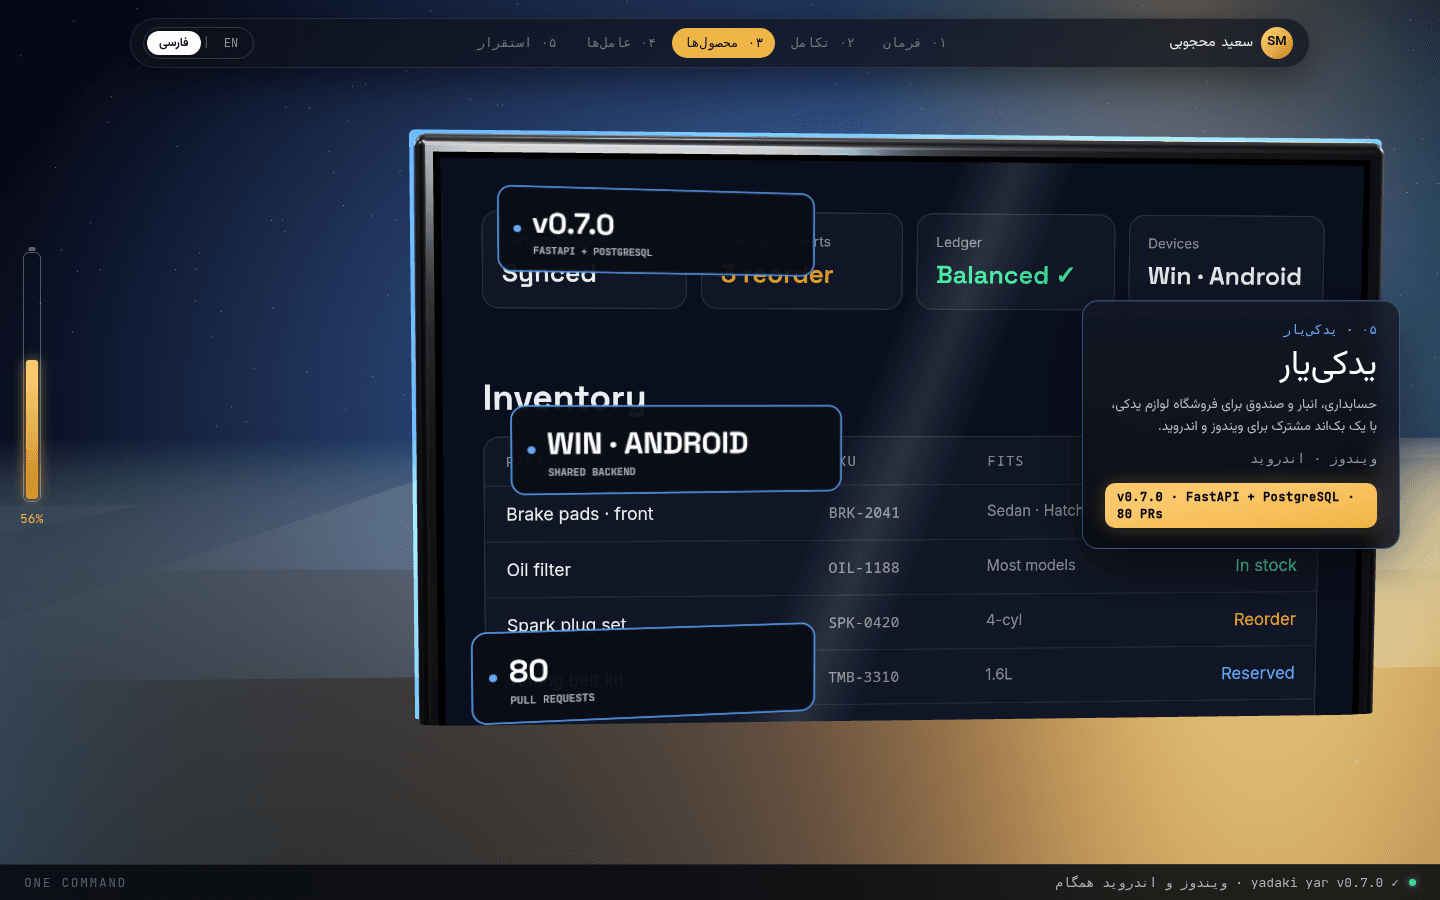 SM
سعید محجوبی
۰۱ فرمان
۰۲ تکامل
۰۳ محصول‌ها
۰۴ عامل‌ها
۰۵ استقرار
فارسی | EN
v0.7.0
FASTAPI + POSTGRESQL
Synced
3 reorder
Ledger
Balanced ✓
Devices
Win · Android
۰۵ · یدکی‌یار
یدکی‌یار
حسابداری، انبار و صندوق برای فروشگاه لوازم یدکی،
با یک بک‌اند مشترک برای ویندوز و اندروید.
ویندوز · اندروید
v0.7.0 · FastAPI + PostgreSQL ·
80 PRs
Inventory
WIN · ANDROID
SHARED BACKEND
FITS
Brake pads · front BRK-2041 Sedan · Hatch
Oil filter OIL-1188 Most models In stock
Spark plug set SPK-0420 4-cyl Reorder
TMB-3310 1.6L Reserved
80
PULL REQUESTS
56%
ONE COMMAND
✓ yadaki yar v0.7.0 · ویندوز و اندروید همگام